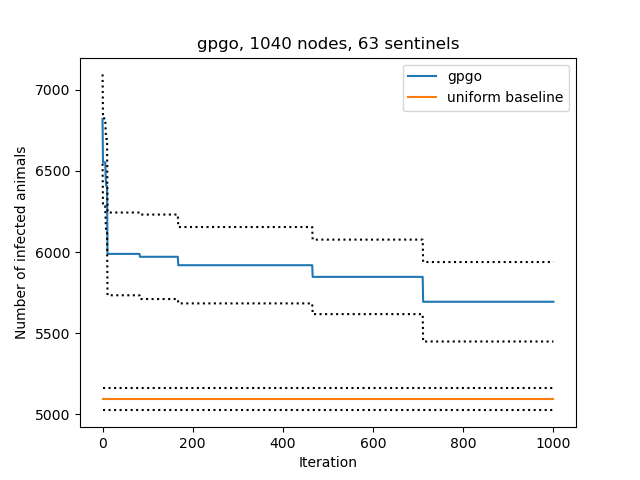 gpgo, 1040 nodes, 63 sentinels
gpgo
uniform baseline
Number of infected animals
7000
6500
6000
5500
5000
0 200 400 600 800 1000
Iteration